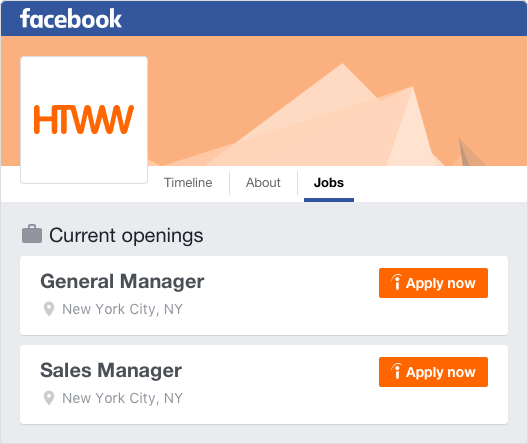 facebook
HTWW
Timeline
About
Jobs
Current openings
General Manager
Apply now
New York City, NY
Sales Manager
Apply now
New York City, NY